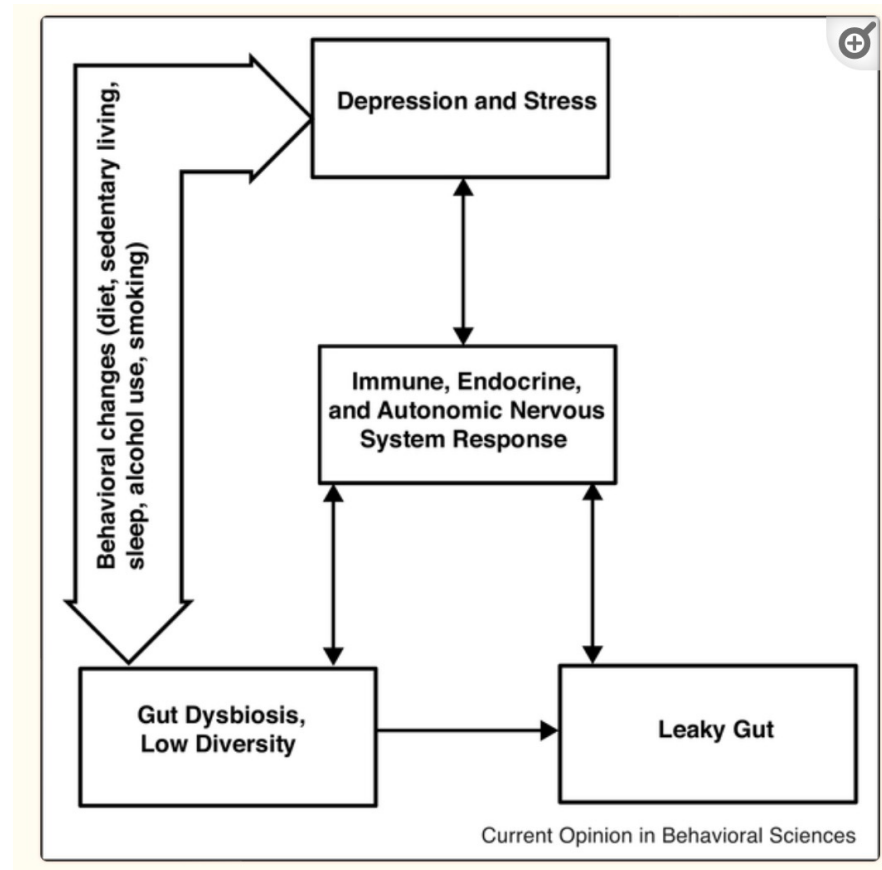 Depression and Stress
Behavioral changes (diet, sedentary living,
sleep, alcohol use, smoking)
Immune, Endocrine,
and Autonomic Nervous
System Response
Gut Dysbiosis,
Low Diversity
Leaky Gut
Current Opinion in Behavioral Sciences